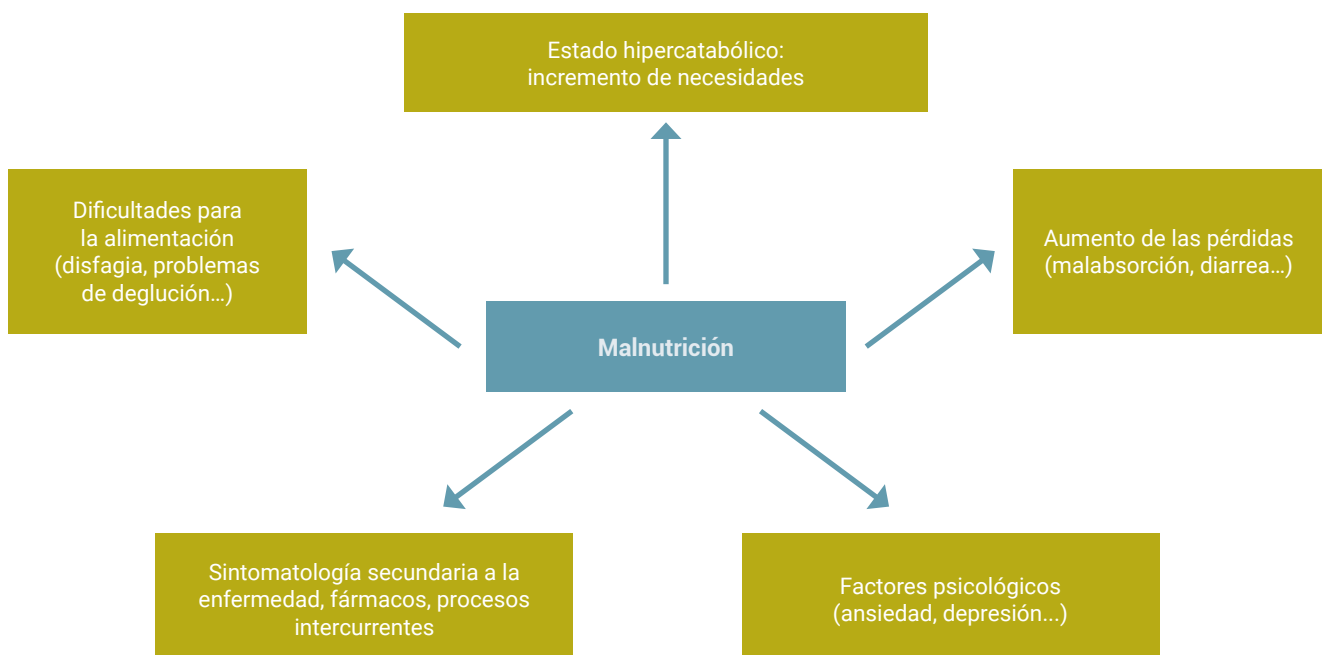 Estado hipercatabólico:
incremento de necesidades
Dificultades para
la alimentación
(disfagia, problemas
de deglución…)
Aumento de las pérdidas
(malabsorción, diarrea…)
Malnutrición
Sintomatología secundaria a la
enfermedad, fármacos, procesos
intercurrentes
Factores psicológicos
(ansiedad, depresión...)